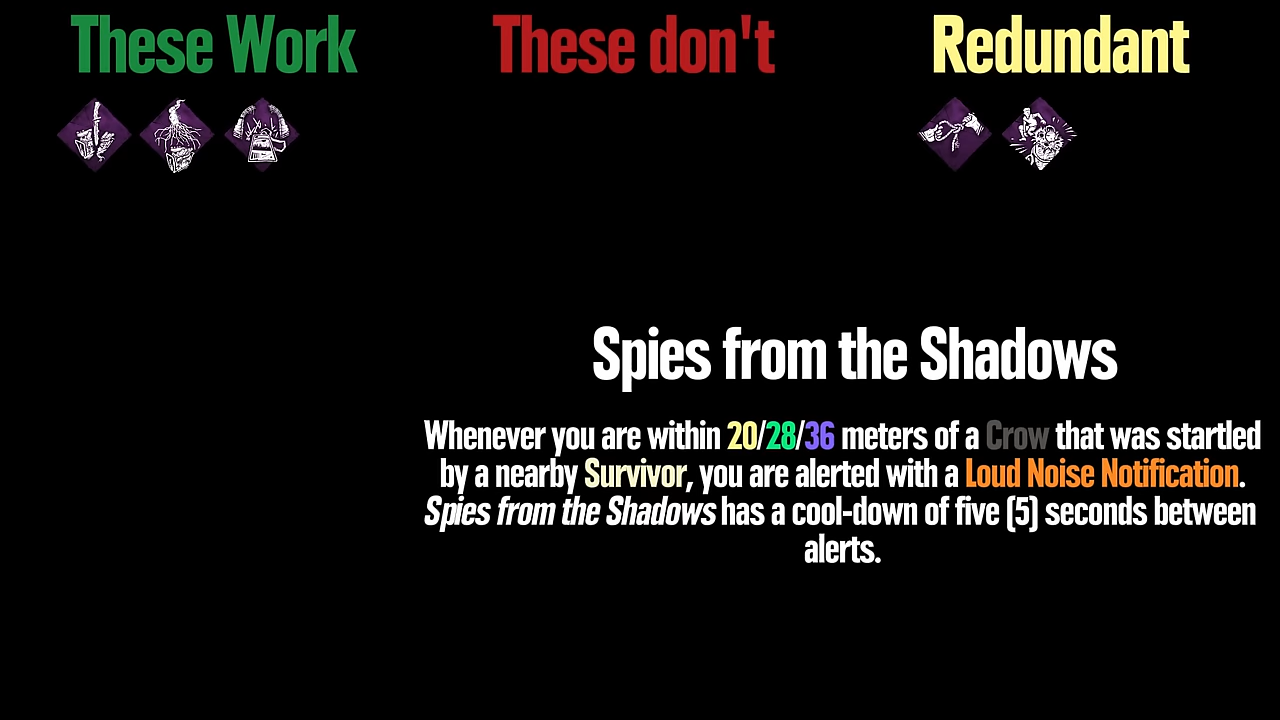 These Work
These don't
Redundant
Spies from the Shadows
Whenever you are within 20/28/36 meters of a Crow that was startled
by a nearby Survivor, you are alerted with a Loud Noise Notification.
Spies from the Shadows has a cool-down of five (5) seconds between
alerts.